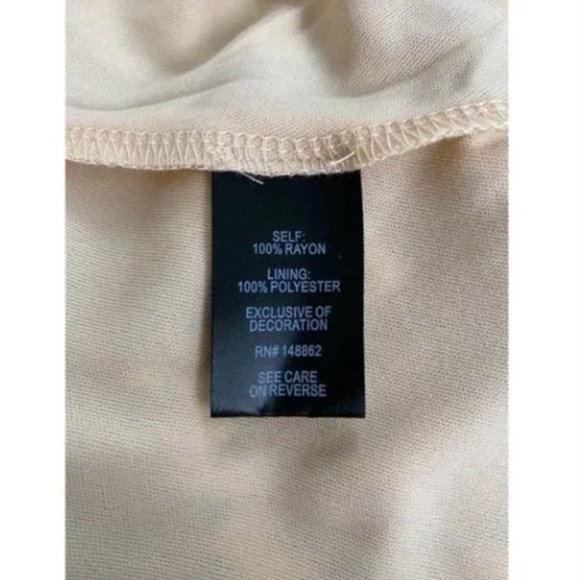 SELF:
100% RAYON
LINING:
100% POLYESTER
EXCLUSIVE OF
DECORATION
RN# 148862
SEE CARE
ON REVERSE